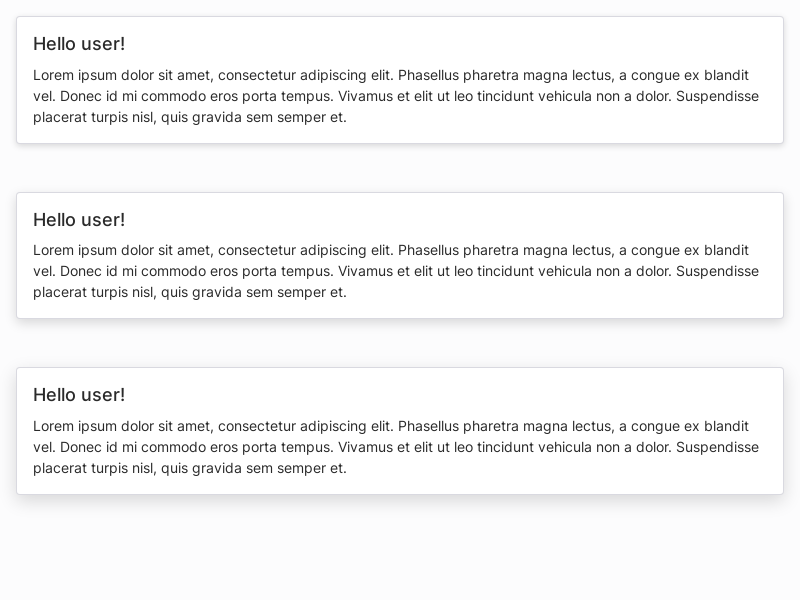 Hello user!
Lorem ipsum dolor sit amet, consectetur adipiscing elit. Phasellus pharetra magna lectus, a congue ex blandit
vel. Donec id mi commodo eros porta tempus. Vivamus et elit ut leo tincidunt vehicula non a dolor. Suspendisse
placerat turpis nisl, quis gravida sem semper et.
Hello user!
Lorem ipsum dolor sit amet, consectetur adipiscing elit. Phasellus pharetra magna lectus, a congue ex blandit
vel. Donec id mi commodo eros porta tempus. Vivamus et elit ut leo tincidunt vehicula non a dolor. Suspendisse
placerat turpis nisl, quis gravida sem semper et.
Hello user!
Lorem ipsum dolor sit amet, consectetur adipiscing elit. Phasellus pharetra magna lectus, a congue ex blandit
vel. Donec id mi commodo eros porta tempus. Vivamus et elit ut leo tincidunt vehicula non a dolor. Suspendisse
placerat turpis nisl, quis gravida sem semper et.